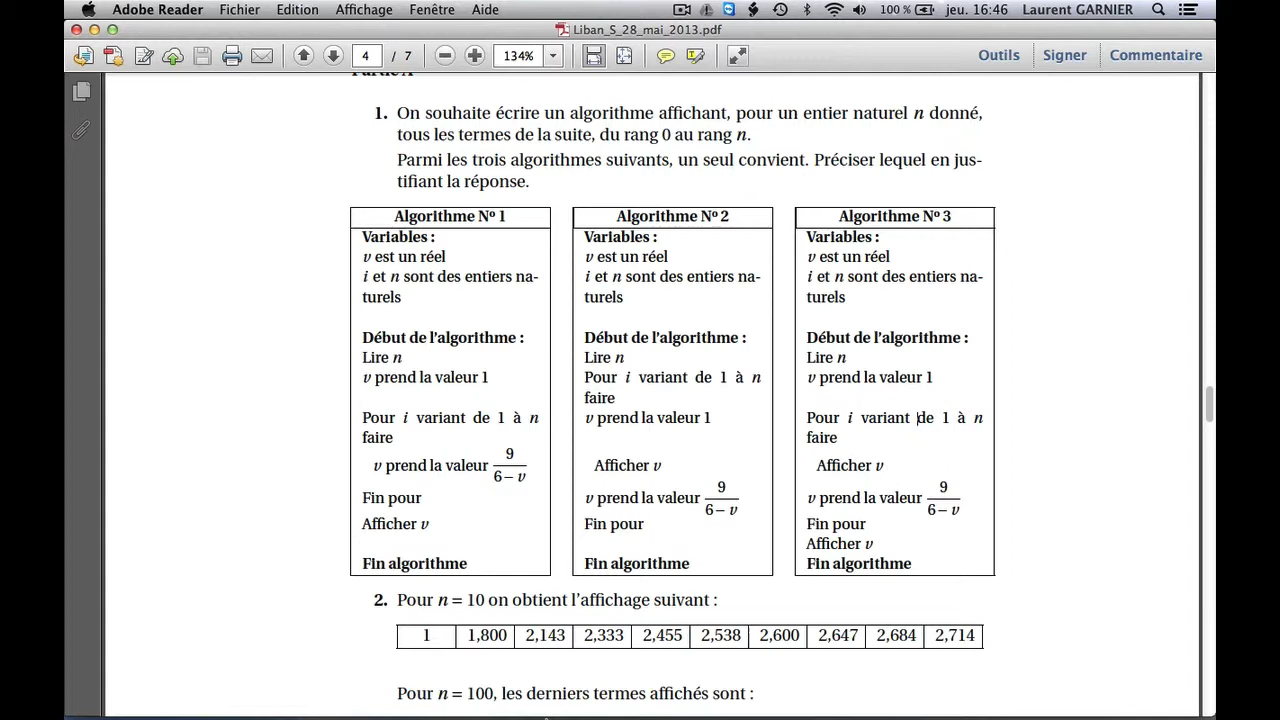 Adobe Reader Fichier Edition Affichage Fenêtre Aide 100 % jeu. 16:46 Laurent GARNIER
Liban_S_28_mai_2013.pdf
4 / 7 134% Outils Signer Commentaire
Partie A
1. On souhaite écrire un algorithme affichant, pour un entier naturel n donné,
tous les termes de la suite, du rang 0 au rang n.
Parmi les trois algorithmes suivants, un seul convient. Préciser lequel en jus-
tifiant la réponse.
Algorithme Nº 1
Variables :
v est un réel
i et n sont des entiers na-
turels
Début de l'algorithme :
Lire n
v prend la valeur 1
Pour i variant de 1 à n
faire
v prend la valeur 9/(6 − v)
Fin pour
Afficher v
Fin algorithme
Algorithme Nº 2
Variables :
v est un réel
i et n sont des entiers na-
turels
Début de l'algorithme :
Lire n
Pour i variant de 1 à n
faire
v prend la valeur 1
Afficher v
v prend la valeur 9/(6 − v)
Fin pour
Fin algorithme
Algorithme Nº 3
Variables :
v est un réel
i et n sont des entiers na-
turels
Début de l'algorithme :
Lire n
v prend la valeur 1
Pour i variant de 1 à n
faire
Afficher v
v prend la valeur 9/(6 − v)
Fin pour
Afficher v
Fin algorithme
2. Pour n = 10 on obtient l'affichage suivant :
1 1,800 2,143 2,333 2,455 2,538 2,600 2,647 2,684 2,714
Pour n = 100, les derniers termes affichés sont :